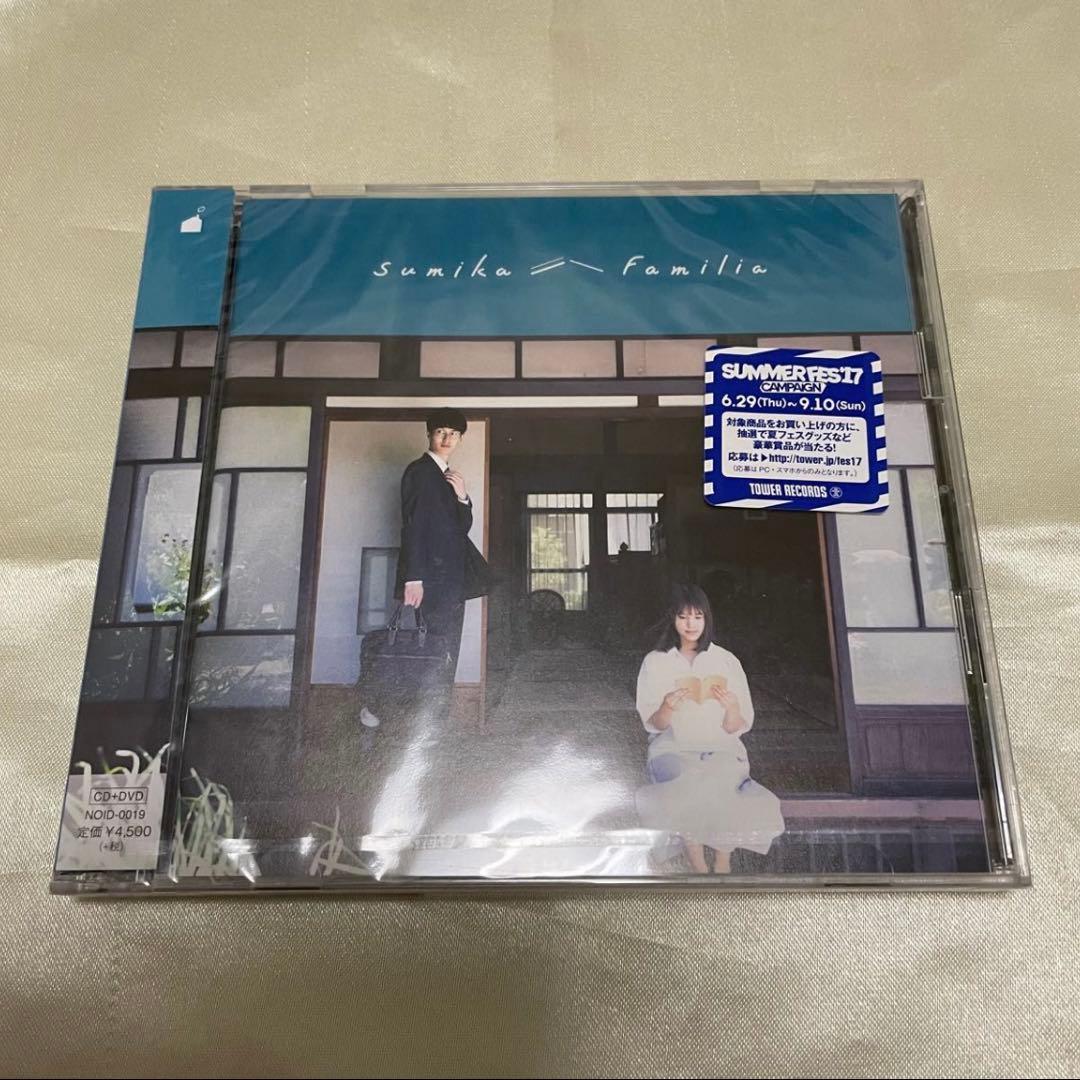 sumika Familia
SUMMER FES'17
CAMPAIGN
6.29(Thu)~9.10(Sun)
対象商品をお買い上げの方に、
抽選で夏フェスグッズなど
豪華賞品が当たる!
応募は▶http://tower.jp/fes17
(応募は PC・スマホからのみとなります。)
TOWER RECORDS
CD+DVD
NOID-0019
定価¥4,500
(+税)